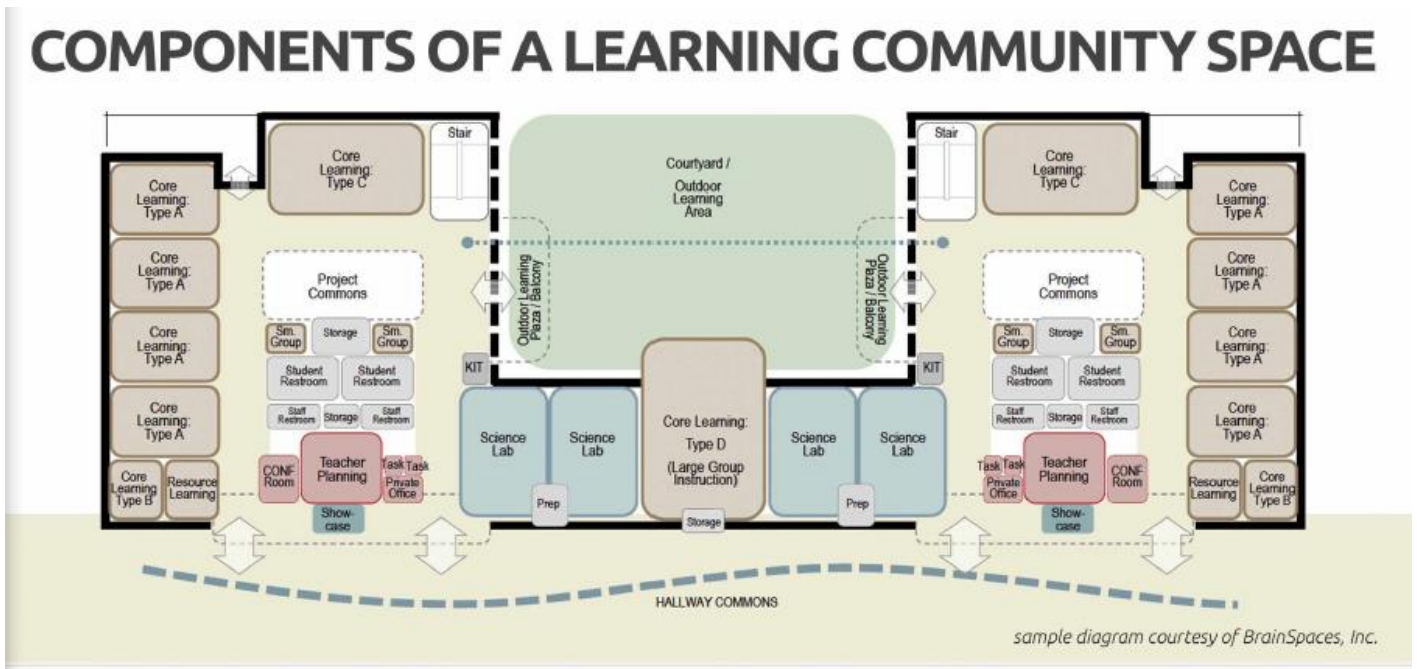 COMPONENTS OF A LEARNING COMMUNITY SPACE
Core
Learning:
Type A
Core
Learning:
Type A
Core
Learning:
Type A
Core
Learning:
Type A
Core
Learning
Type B
Resource
Learning
Core
Learning:
Type C
Stair
Project
Commons
Sm.
Group
Storage
Sm.
Group
Student
Restroom
Student
Restroom
Staff
Restroom
Storage
Staff
Restroom
CONF
Room
Teacher
Planning
Task
Task
Private
Office
Show-
case
KIT
Outdoor Learning
Plaza / Balcony
Courtyard /
Outdoor
Learning
Area
Outdoor Learning
Plaza / Balcony
Science
Lab
Science
Lab
Prep
Core Learning:
Type D
(Large Group
Instruction)
Storage
Science
Lab
Science
Lab
Prep
KIT
Stair
Core
Learning:
Type C
Project
Commons
Sm.
Group
Storage
Sm.
Group
Student
Restroom
Student
Restroom
Staff
Restroom
Storage
Staff
Restroom
Task
Task
Private
Office
Teacher
Planning
CONF
Room
Show-
case
Core
Learning:
Type A
Core
Learning:
Type A
Core
Learning:
Type A
Core
Learning:
Type A
Resource
Learning
Core
Learning
Type B
HALLWAY COMMONS
sample diagram courtesy of BrainSpaces, Inc.